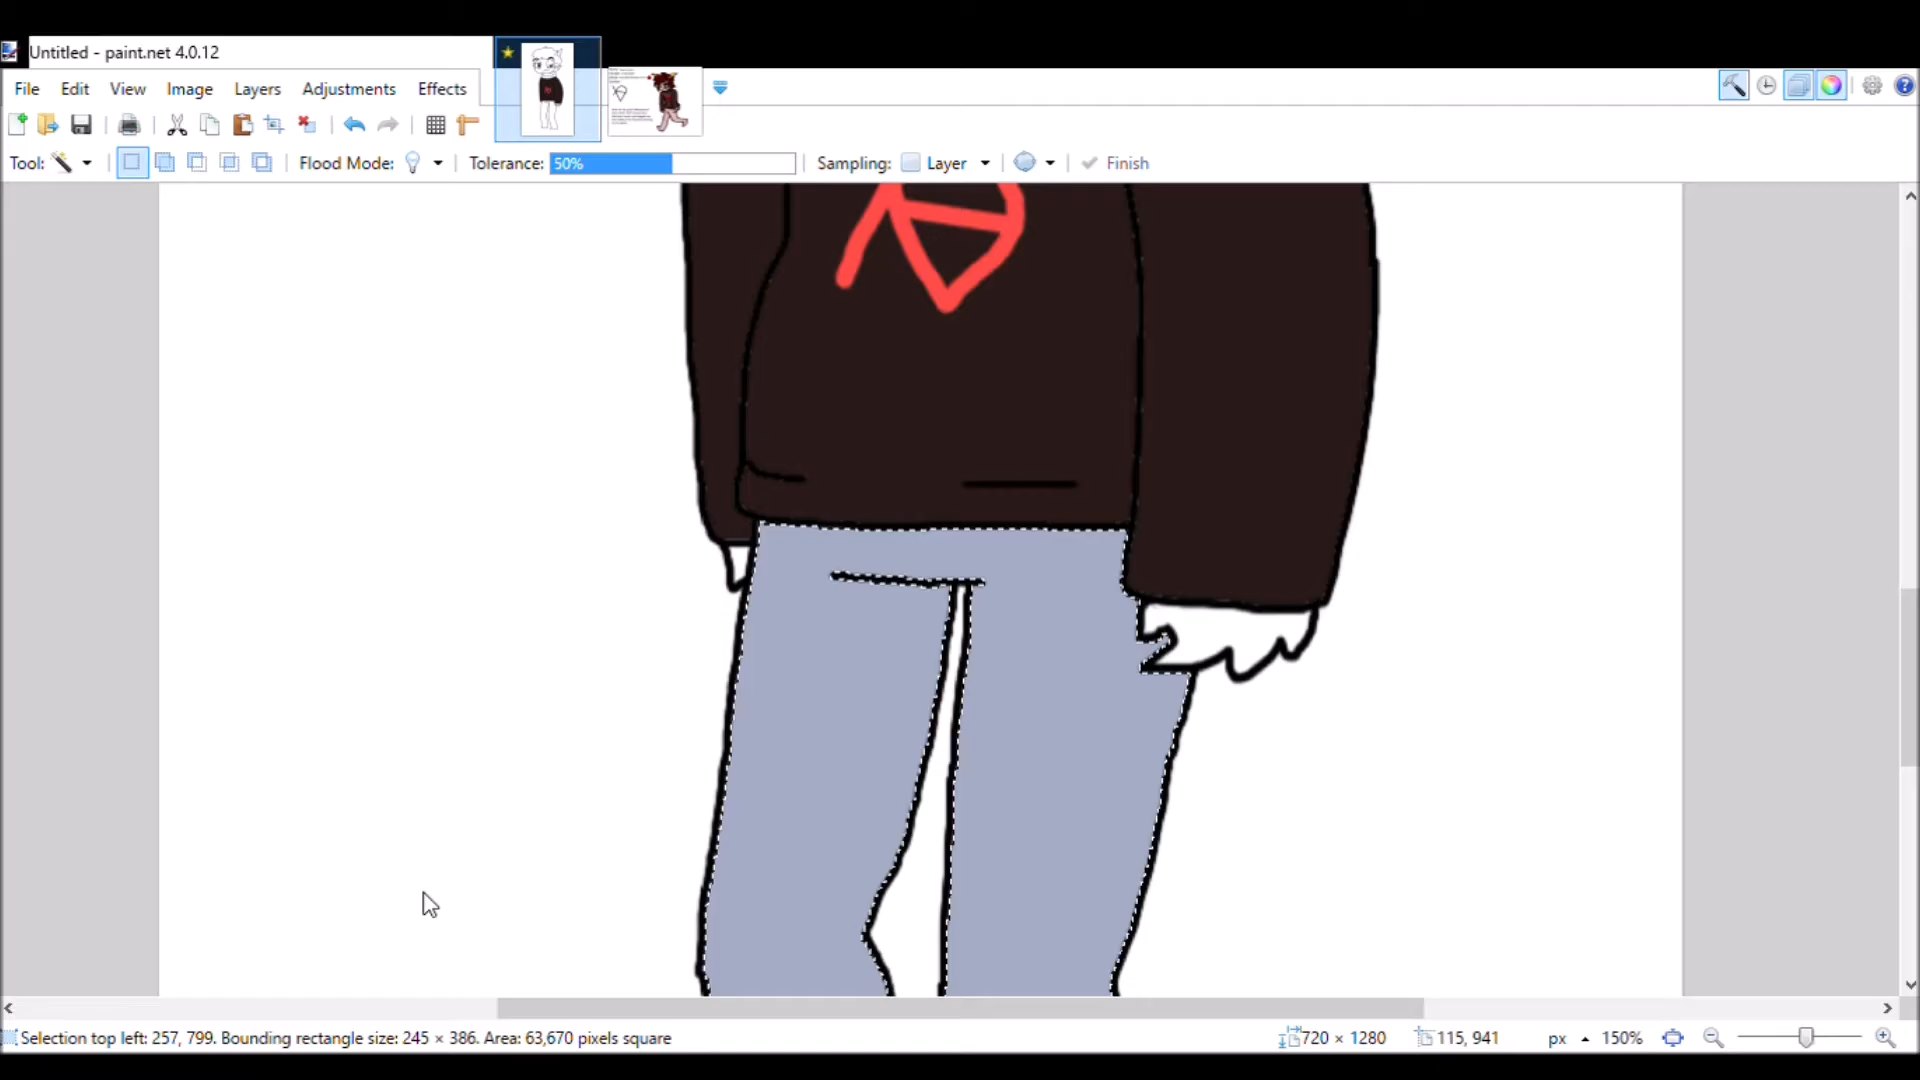 Untitled - paint.net 4.0.12
File Edit View Image Layers Adjustments Effects
Tool: Flood Mode: Tolerance: 50% Sampling: Layer Finish
Selection top left: 257, 799. Bounding rectangle size: 245 × 386. Area: 63,670 pixels square 720 × 1280 115, 941 px 150%